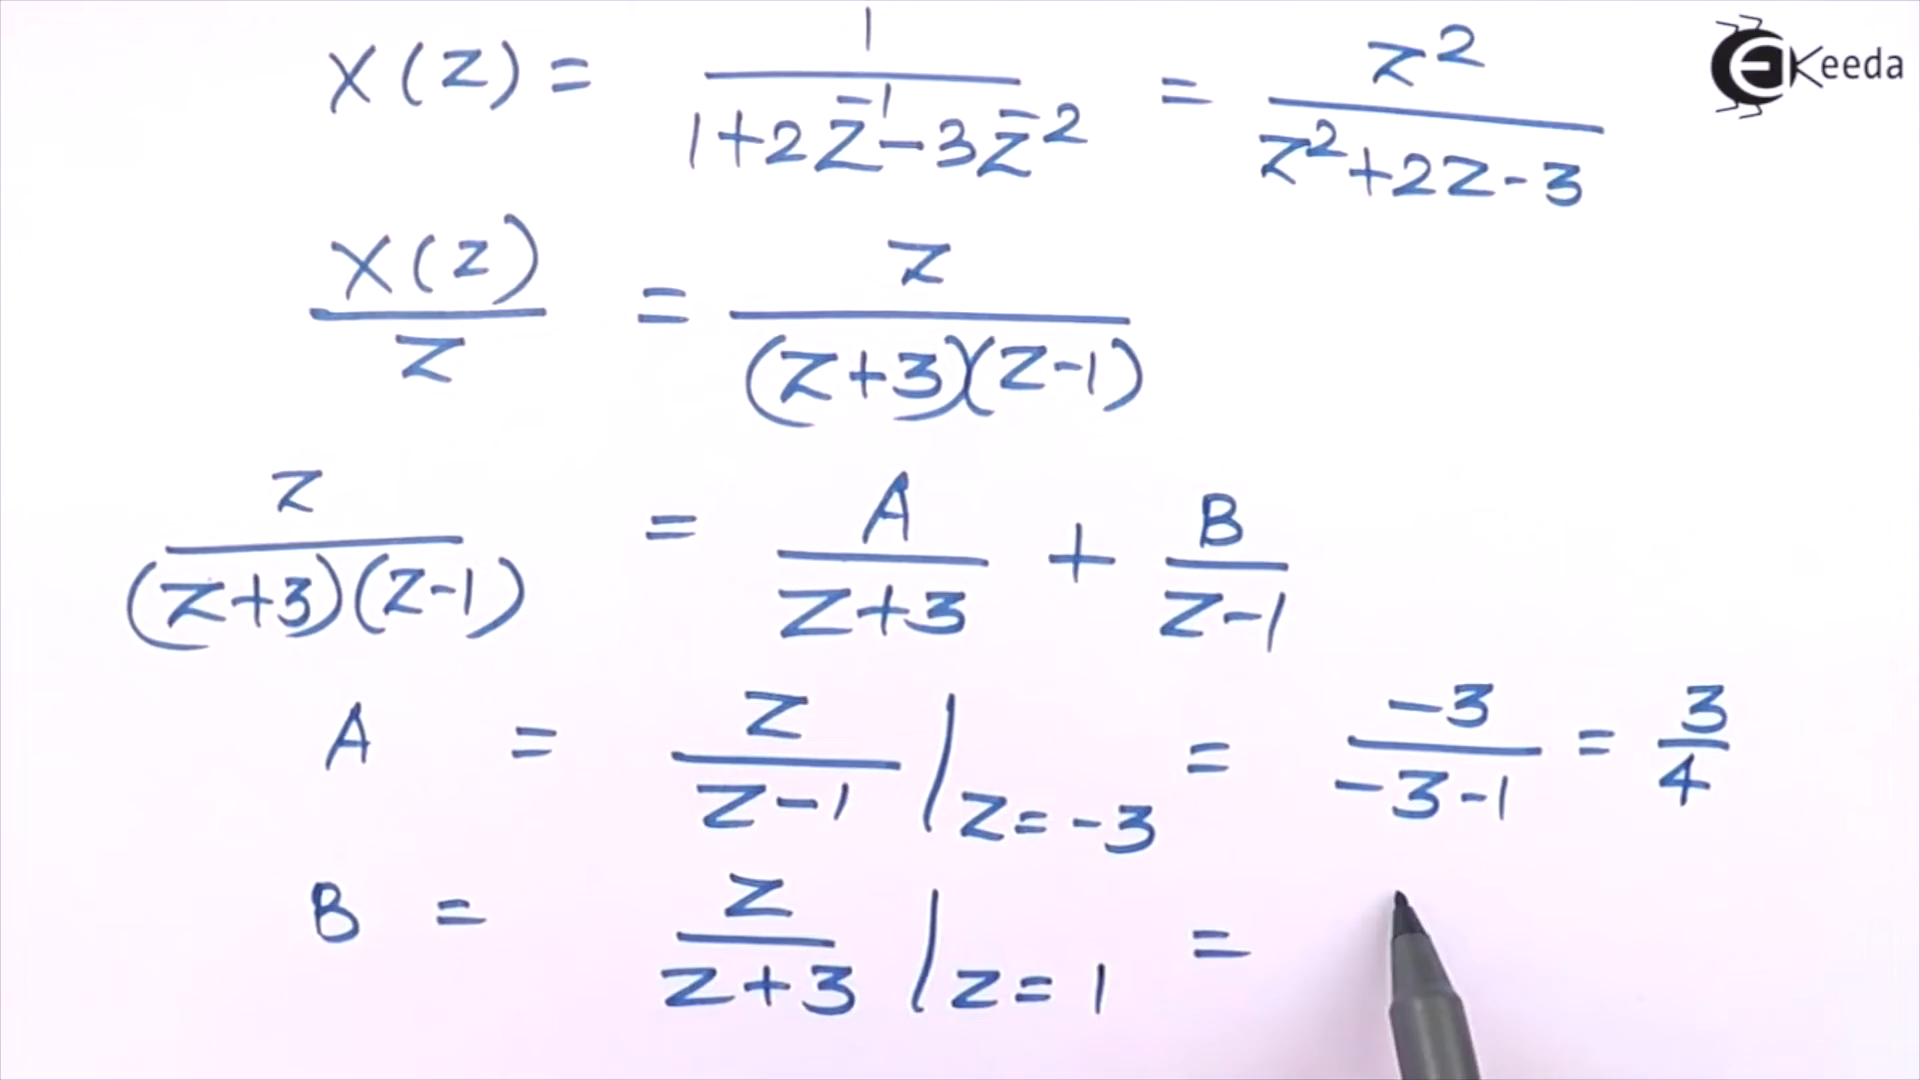 X(z) = 1/(1+2z⁻¹-3z⁻²) = z²/(z²+2z-3)
EKeeda
X(z)/z = z/((z+3)(z-1))
z/((z+3)(z-1)) = A/(z+3) + B/(z-1)
A = z/(z-1) |z=-3 = -3/(-3-1) = 3/4
B = z/(z+3) |z=1 =